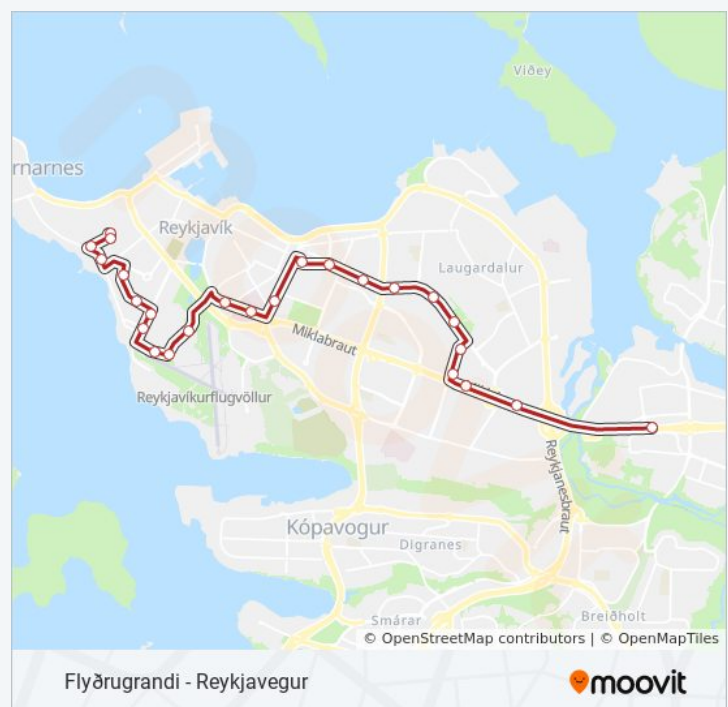 Viðey
rnarnes
Reykjavík
Laugardalur
Miklabraut
Reykjavíkurflugvöllur
Reykjanesbraut
Kópavogur
Digranes
Smárar
Breiðholt
© OpenStreetMap contributors | © OpenMapTiles
Flyðrugrandi - Reykjavegur
moovit